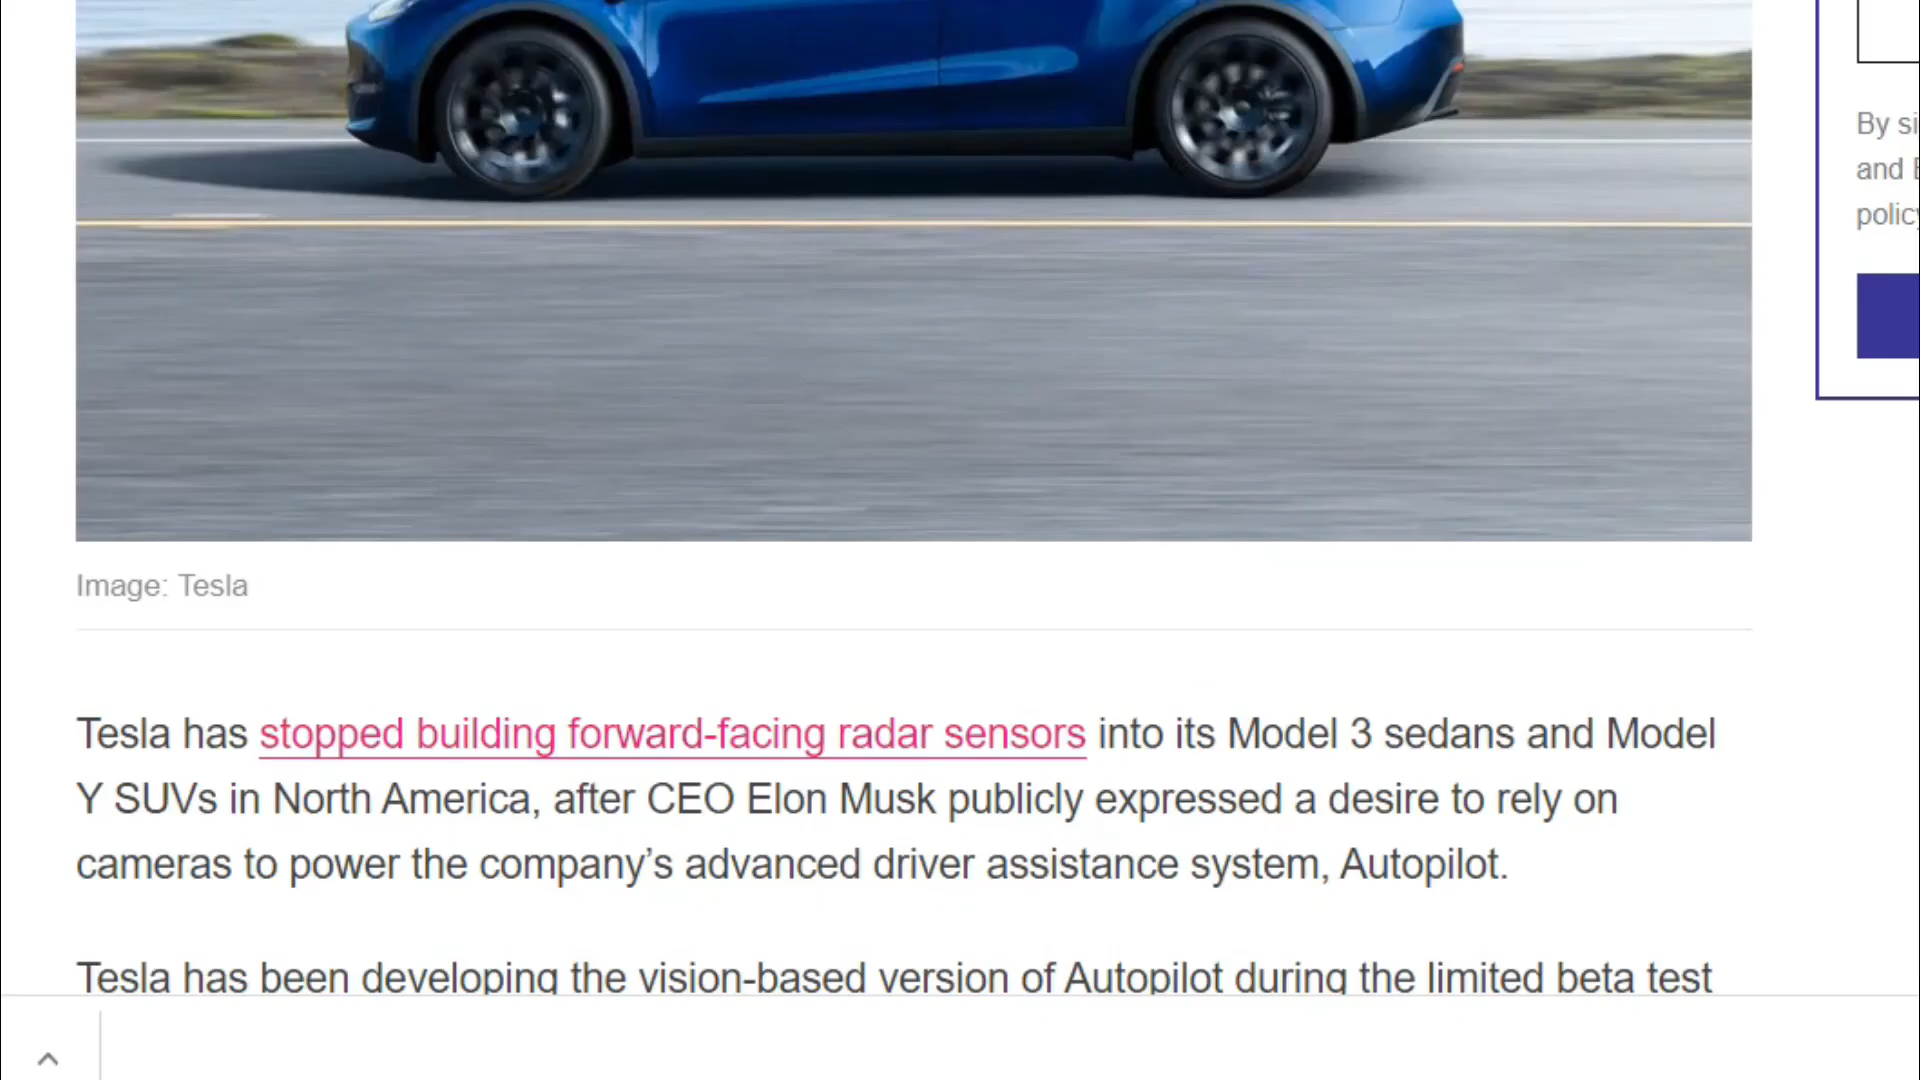 By si
and
policy
Image: Tesla
Tesla has stopped building forward-facing radar sensors into its Model 3 sedans and Model
Y SUVs in North America, after CEO Elon Musk publicly expressed a desire to rely on
cameras to power the company’s advanced driver assistance system, Autopilot.
Tesla has been developing the vision-based version of Autopilot during the limited beta test